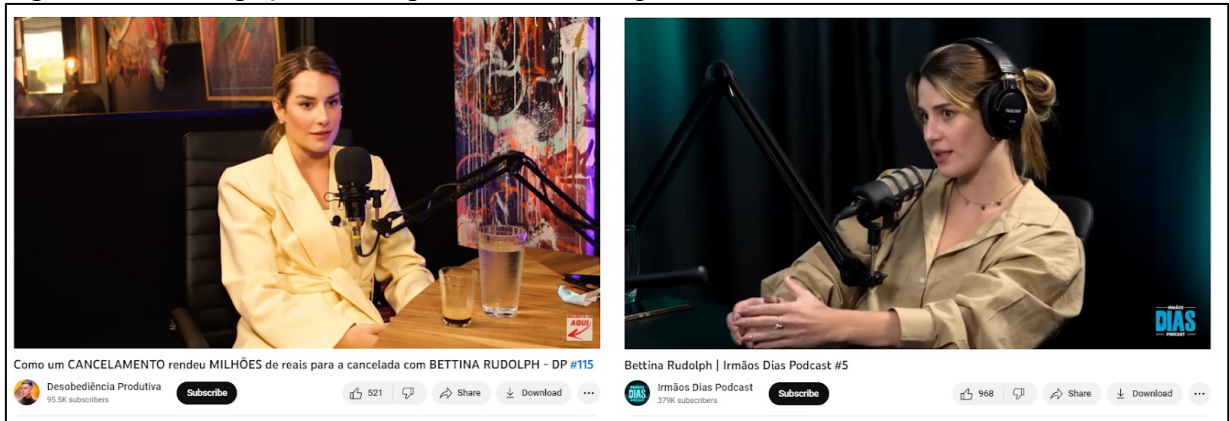 AQUI
Como um CANCELAMENTO rendeu MILHÕES de reais para a cancelada com BETTINA RUDOLPH - DP #115
Desobediência Produtiva
95.5K subscribers
Subscribe
521
Share
Download
TASCAM
IRMÃOS
DIAS
PODCAST
Bettina Rudolph | Irmãos Dias Podcast #5
DIAS
Irmãos Dias Podcast
379K subscribers
Subscribe
968
Share
Download